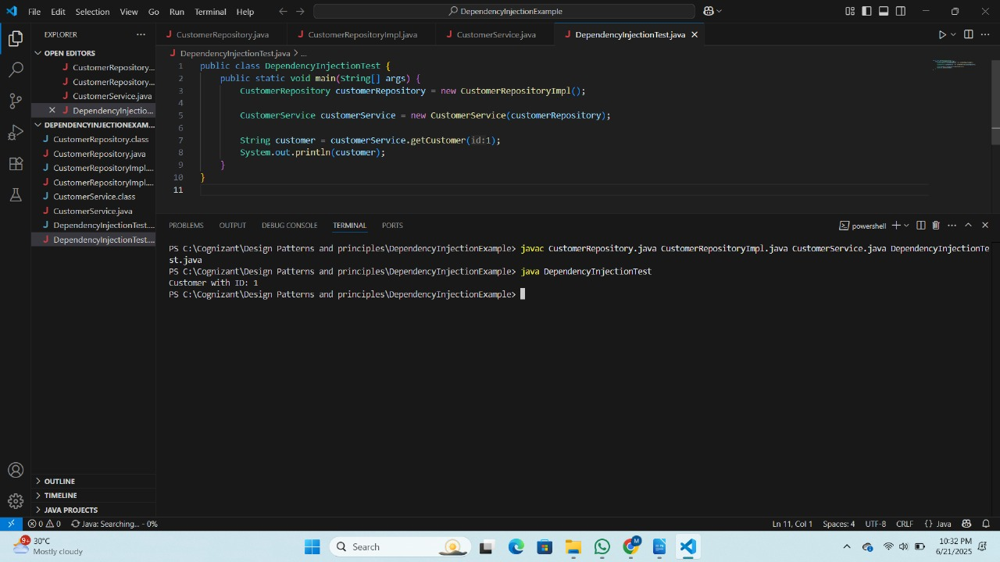 File Edit Selection View Go Run Terminal Help
DependencyInjectionExample
EXPLORER
OPEN EDITORS
CustomerRepository...
CustomerRepository...
CustomerService.java
DependencyInjectio...
DEPENDENCYINJECTIONEXAM...
CustomerRepository.class
CustomerRepository.java
CustomerRepositoryImpl....
CustomerRepositoryImpl....
CustomerService.class
CustomerService.java
DependencyInjectionTest....
DependencyInjectionTest....
OUTLINE
TIMELINE
JAVA PROJECTS
CustomerRepository.java CustomerRepositoryImpl.java CustomerService.java DependencyInjectionTest.java
DependencyInjectionTest.java > ...
1 public class DependencyInjectionTest {
2 public static void main(String[] args) {
3 CustomerRepository customerRepository = new CustomerRepositoryImpl();
4
5 CustomerService customerService = new CustomerService(customerRepository);
6
7 String customer = customerService.getCustomer(id:1);
8 System.out.println(customer);
9 }
10 }
11
PROBLEMS OUTPUT DEBUG CONSOLE TERMINAL PORTS
powershell
PS C:\Cognizant\Design Patterns and principles\DependencyInjectionExample> javac CustomerRepository.java CustomerRepositoryImpl.java CustomerService.java DependencyInjectionTe
st.java
PS C:\Cognizant\Design Patterns and principles\DependencyInjectionExample> java DependencyInjectionTest
Customer with ID: 1
PS C:\Cognizant\Design Patterns and principles\DependencyInjectionExample>
0 0 Java: Searching... - 0% Ln 11, Col 1 Spaces: 4 UTF-8 CRLF {} Java
9+ 30°C
Mostly cloudy
Search
M
10:32 PM
6/21/2025